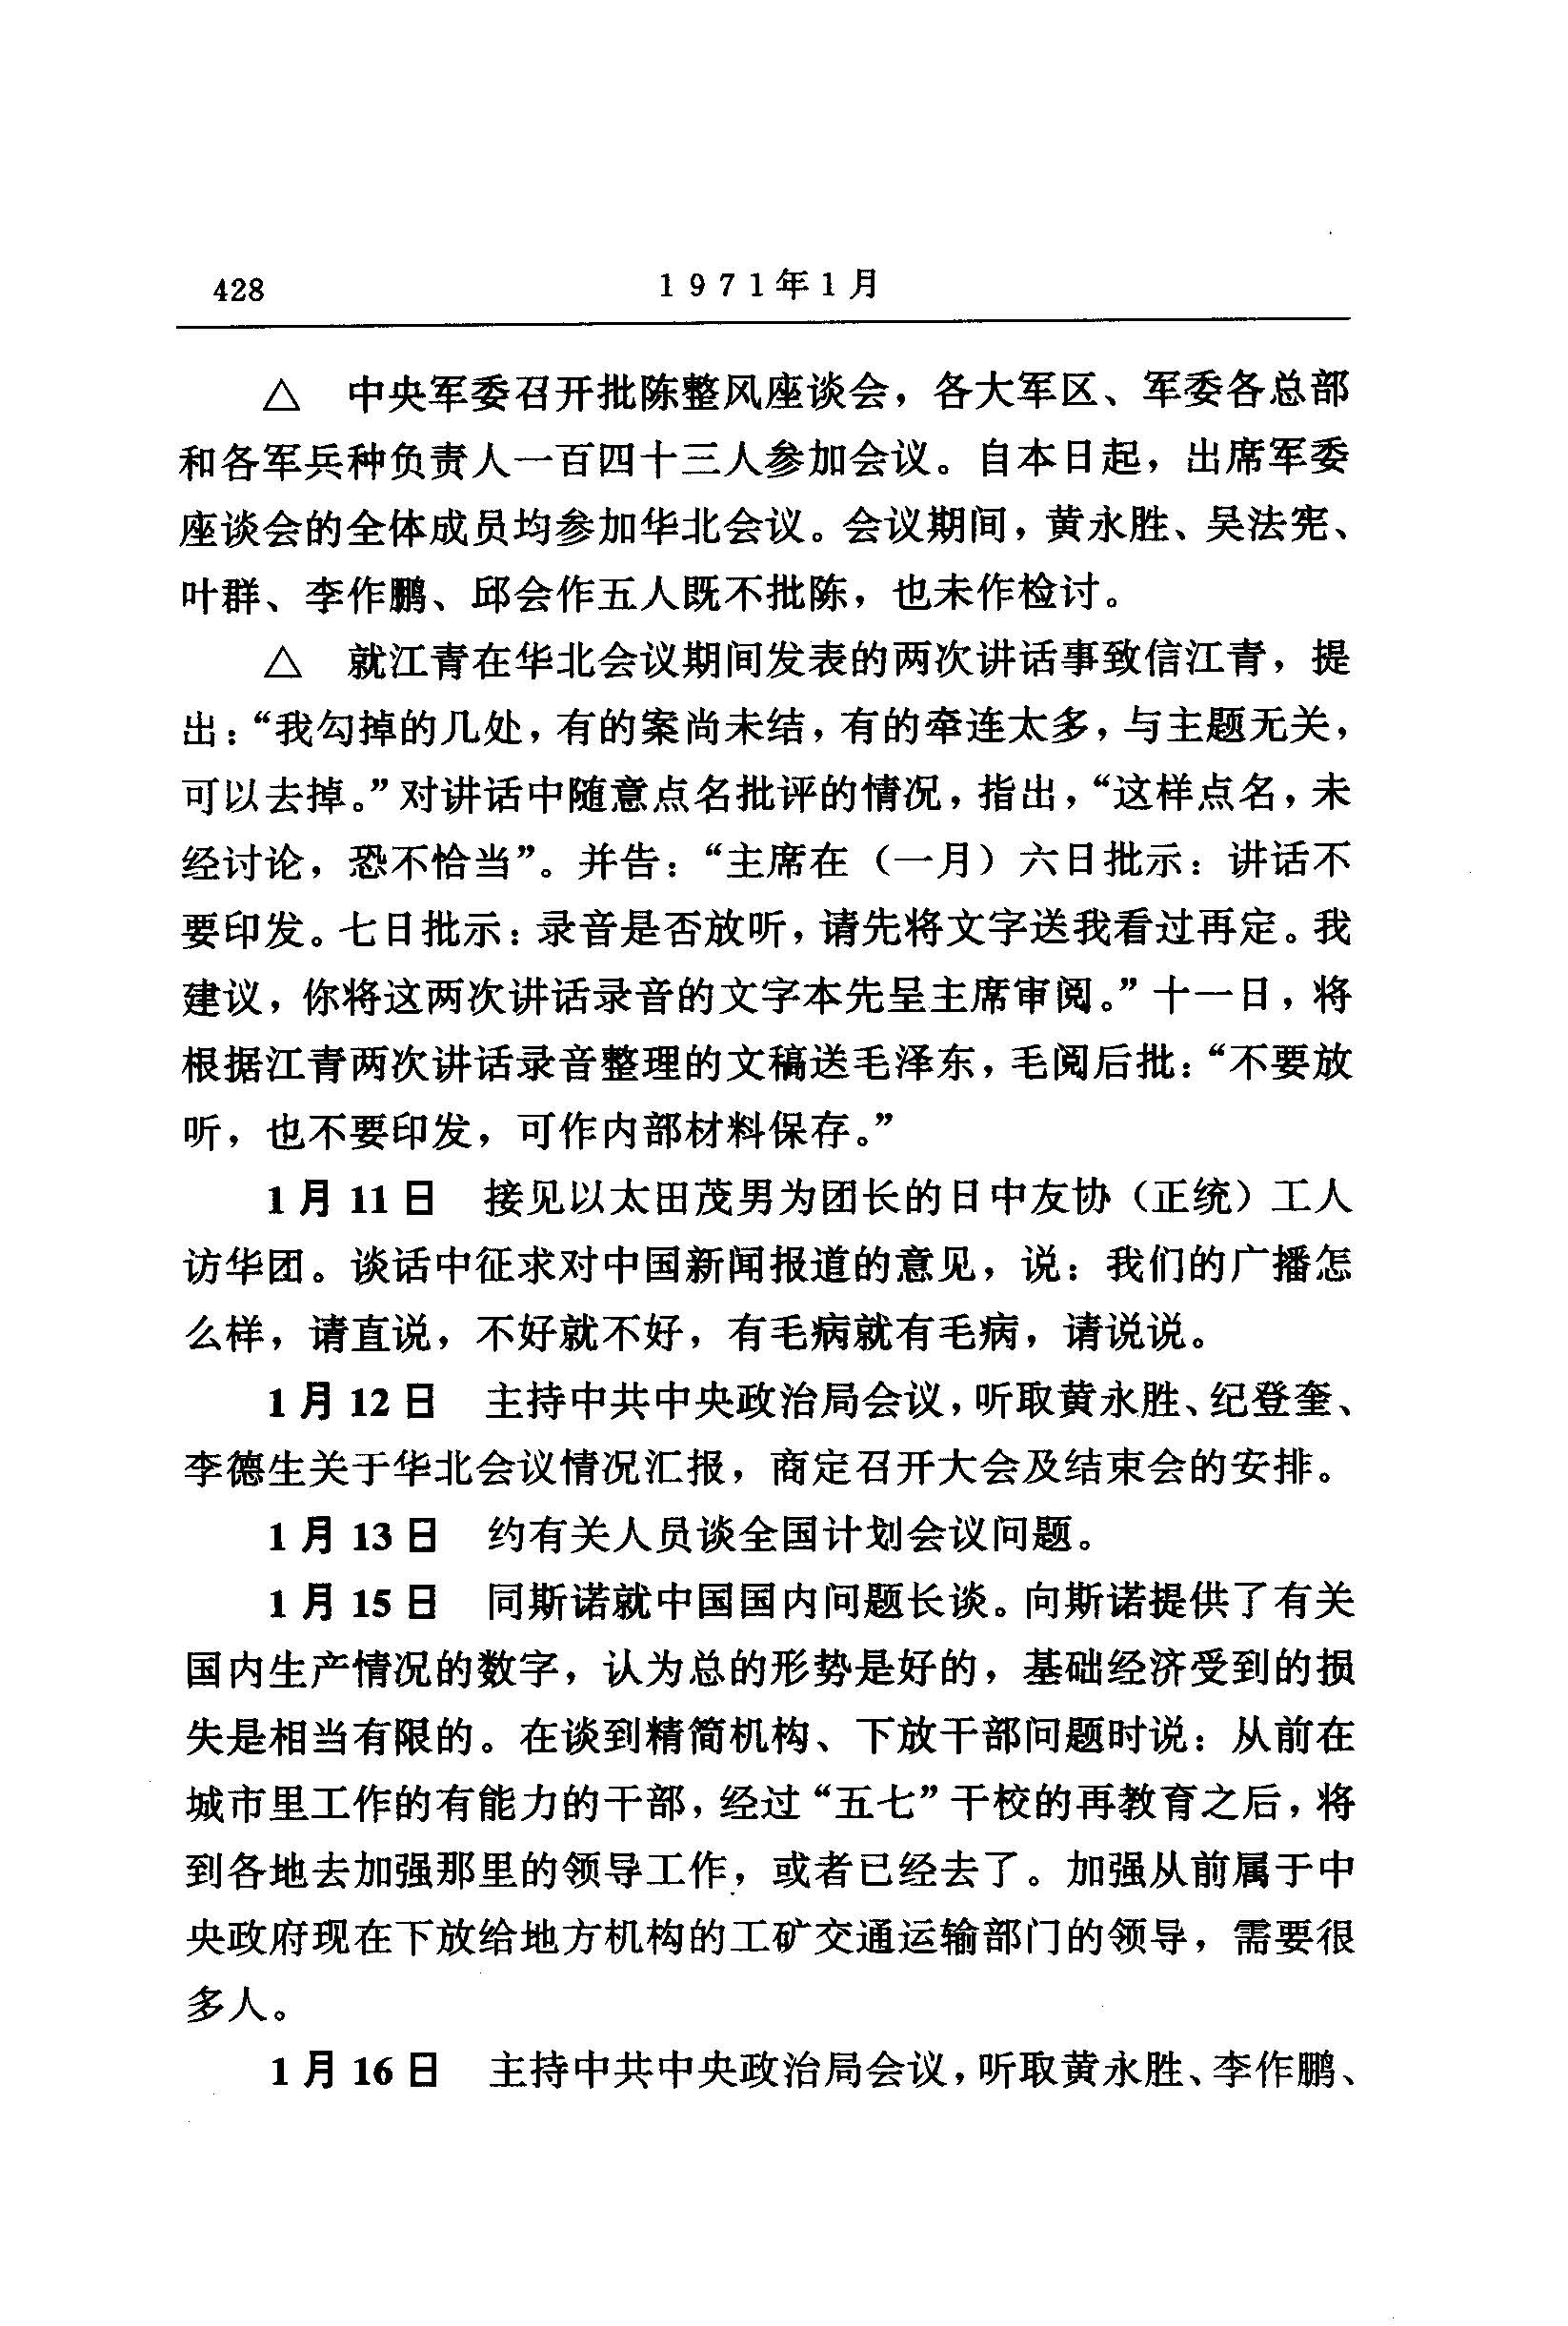 428
1971年1月
△ 中央军委召开批陈整风座谈会，各大军区、军委各总部
和各军兵种负责人一百四十三人参加会议。自本日起，出席军委
座谈会的全体成员均参加华北会议。会议期间，黄永胜、吴法宪、
叶群、李作鹏、邱会作五人既不批陈，也未作检讨。
△ 就江青在华北会议期间发表的两次讲话事致信江青，提
出：“我勾掉的几处，有的案尚未结，有的牵连太多，与主题无关，
可以去掉。”对讲话中随意点名批评的情况，指出，“这样点名，未
经讨论，恐不恰当”。并告：“主席在（一月）六日批示：讲话不
要印发。七日批示：录音是否放听，请先将文字送我看过再定。我
建议，你将这两次讲话录音的文字本先呈主席审阅。”十一日，将
根据江青两次讲话录音整理的文稿送毛泽东，毛阅后批：“不要放
听，也不要印发，可作内部材料保存。”
1月11日 接见以太田茂男为团长的日中友协（正统）工人
访华团。谈话中征求对中国新闻报道的意见，说：我们的广播怎
么样，请直说，不好就不好，有毛病就有毛病，请说说。
1月12日 主持中共中央政治局会议，听取黄永胜、纪登奎、
李德生关于华北会议情况汇报，商定召开大会及结束会的安排。
1月13日 约有关人员谈全国计划会议问题。
1月15日 同斯诺就中国国内问题长谈。向斯诺提供了有关
国内生产情况的数字，认为总的形势是好的，基础经济受到的损
失是相当有限的。在谈到精简机构、下放干部问题时说：从前在
城市里工作的有能力的干部，经过“五七”干校的再教育之后，将
到各地去加强那里的领导工作，或者已经去了。加强从前属于中
央政府现在下放给地方机构的工矿交通运输部门的领导，需要很
多人。
1月16日 主持中共中央政治局会议，听取黄永胜、李作鹏、